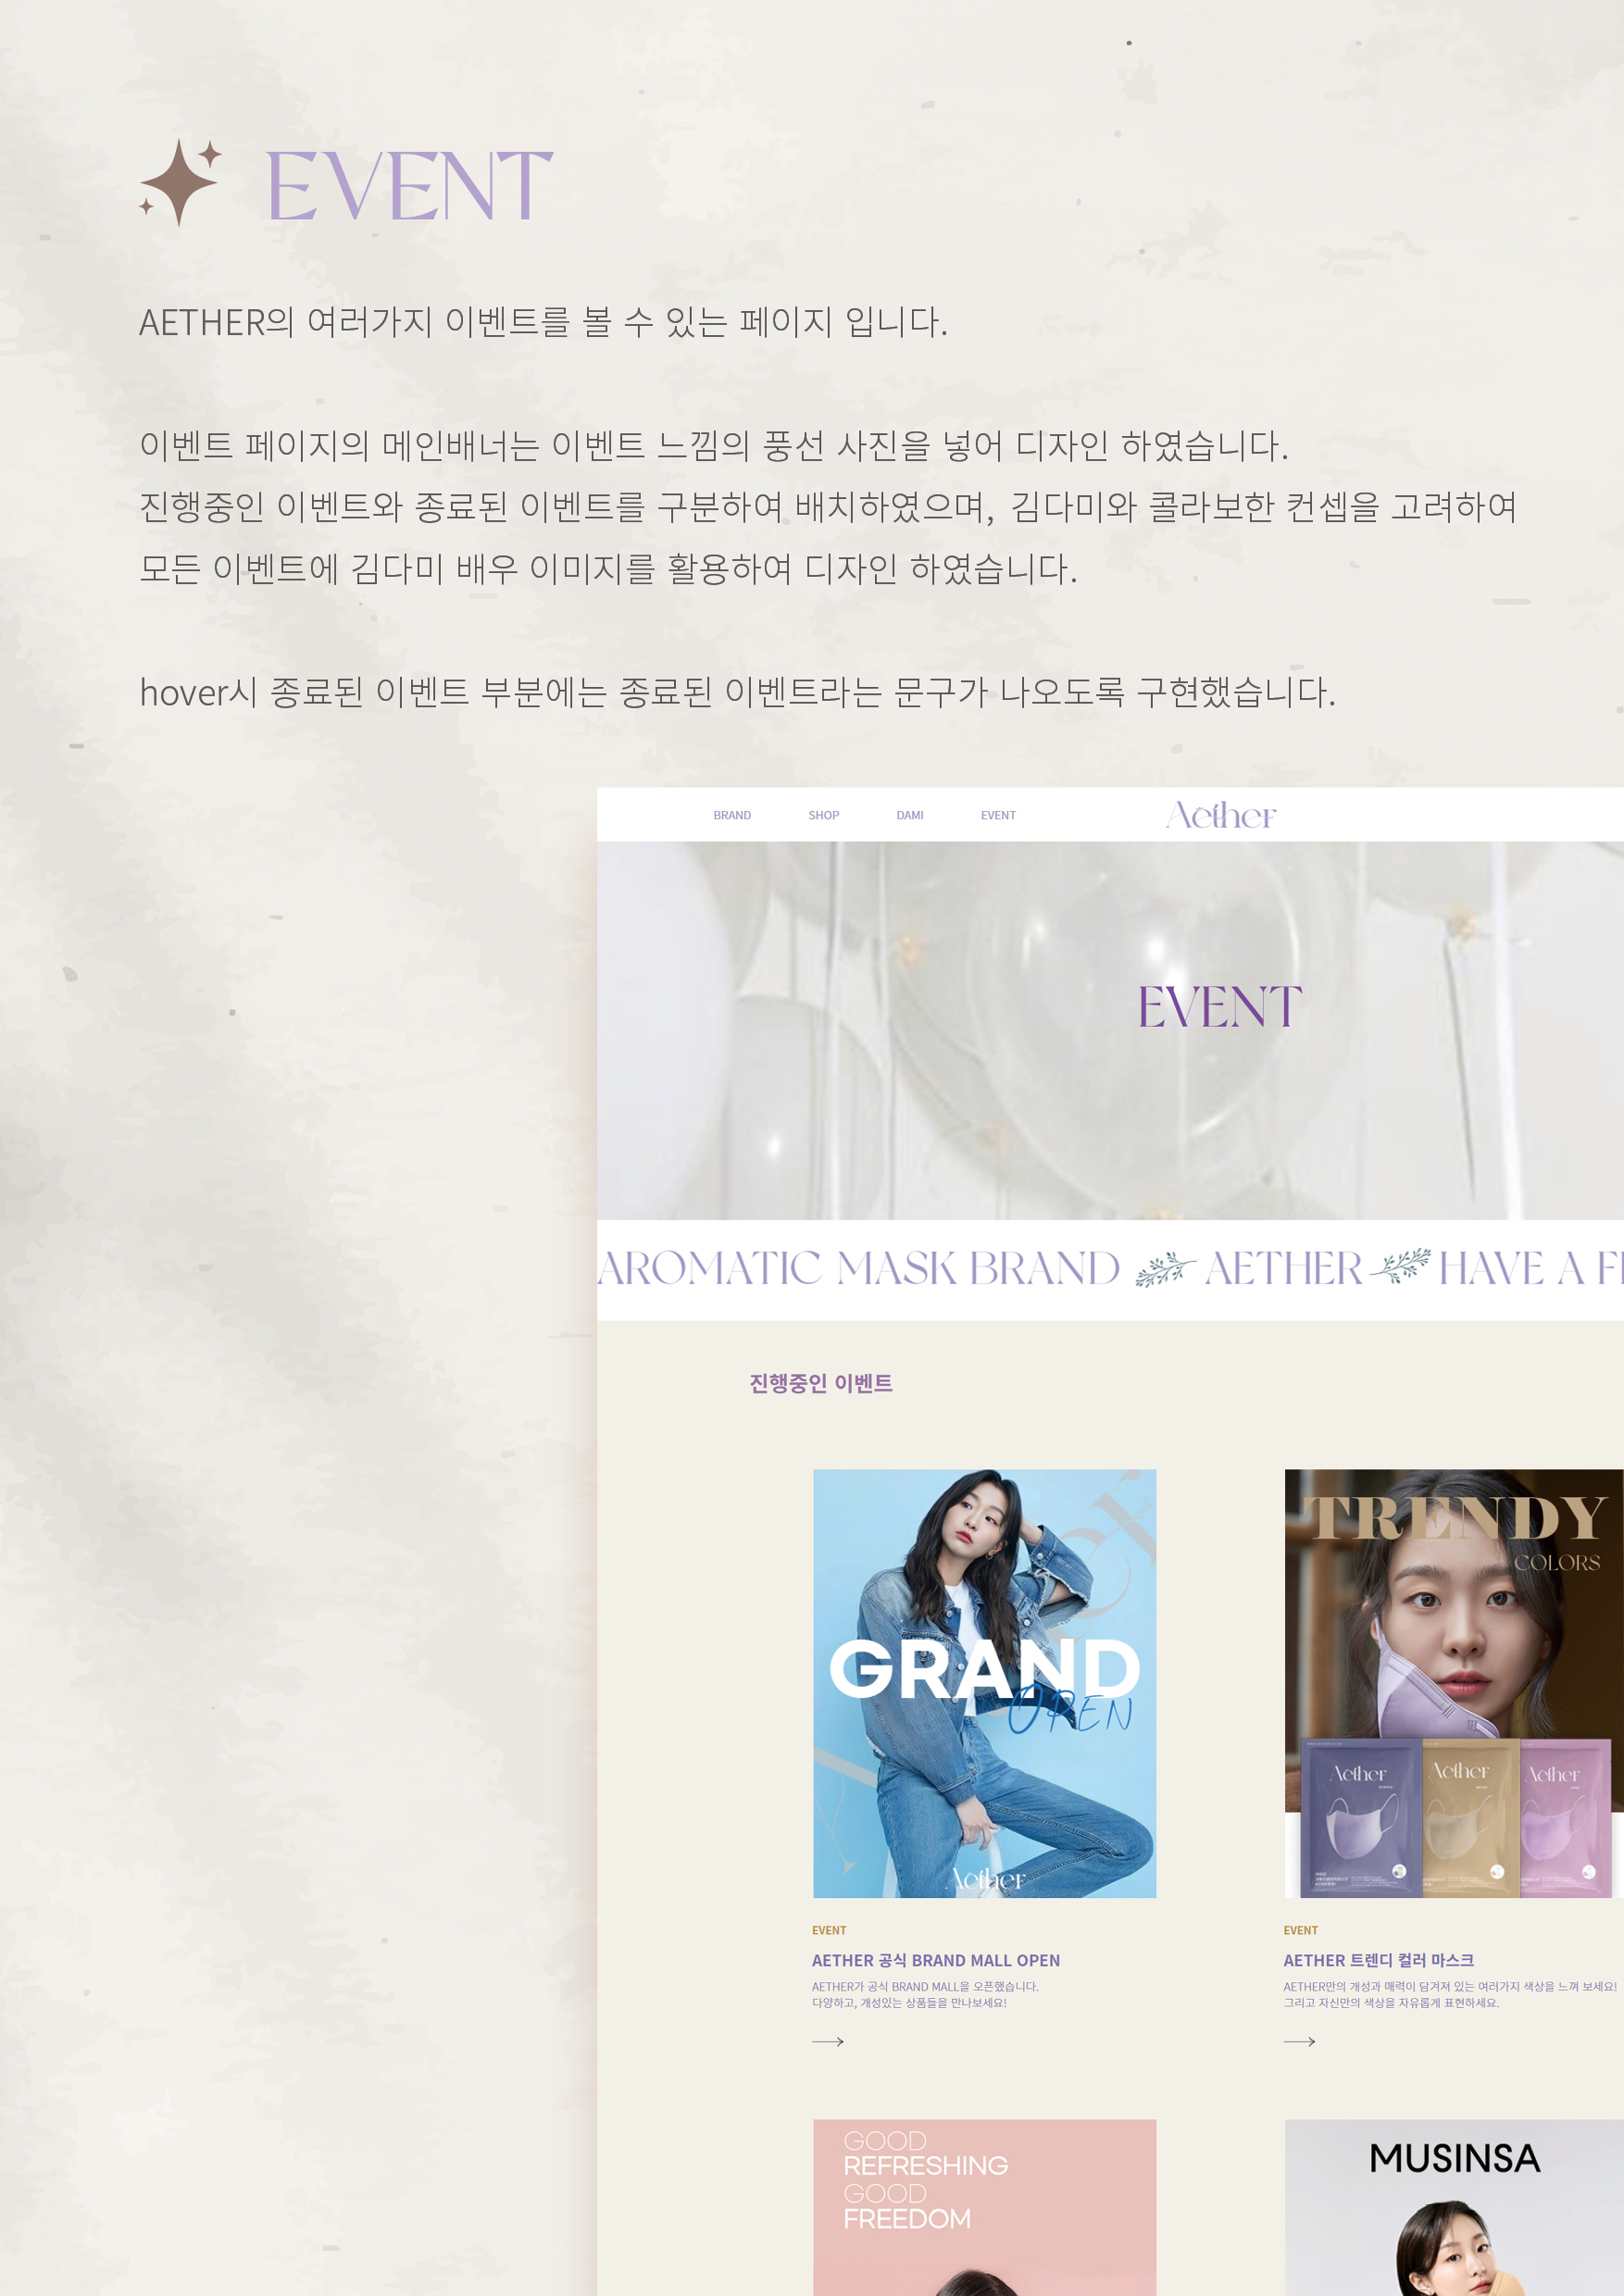 EVENT
AETHER의 여러가지 이벤트를 볼 수 있는 페이지 입니다.
이벤트 페이지의 메인배너는 이벤트 느낌의 풍선 사진을 넣어 디자인 하였습니다.
진행중인 이벤트와 종료된 이벤트를 구분하여 배치하였으며, 김다미와 콜라보한 컨셉을 고려하여
모든 이벤트에 김다미 배우 이미지를 활용하여 디자인 하였습니다.
hover시 종료된 이벤트 부분에는 종료된 이벤트라는 문구가 나오도록 구현했습니다.
BRAND SHOP DAMI EVENT Aether
EVENT
AROMATIC MASK BRAND AETHER HAVE A
진행중인 이벤트
GRAND
OPEN
Aether
TRENDY
COLORS
Aether Aether Aether
EVENT
AETHER 공식 BRAND MALL OPEN
AETHER가 공식 BRAND MALL을 오픈했습니다.
다양하고, 개성있는 상품들을 만나보세요!
EVENT
AETHER 트렌디 컬러 마스크
AETHER만의 개성과 매력이 담겨져 있는 여러가지 색상을 느껴 보세요!
그리고 자신만의 색상을 자유롭게 표현하세요.
GOOD
REFRESHING
GOOD
FREEDOM
MUSINSA